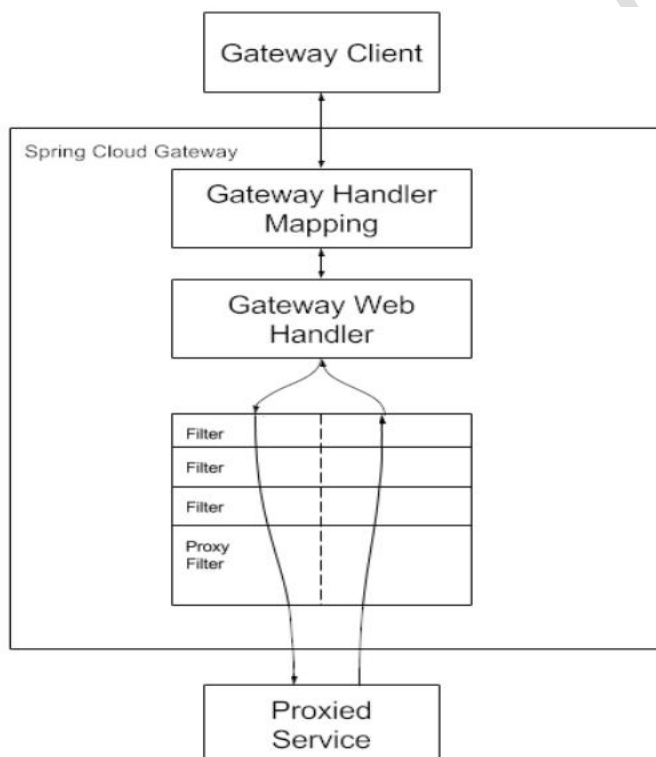 Gateway Client
Spring Cloud Gateway
Gateway Handler
Mapping
Gateway Web
Handler
Filter
Filter
Filter
Proxy
Filter
Proxied
Service